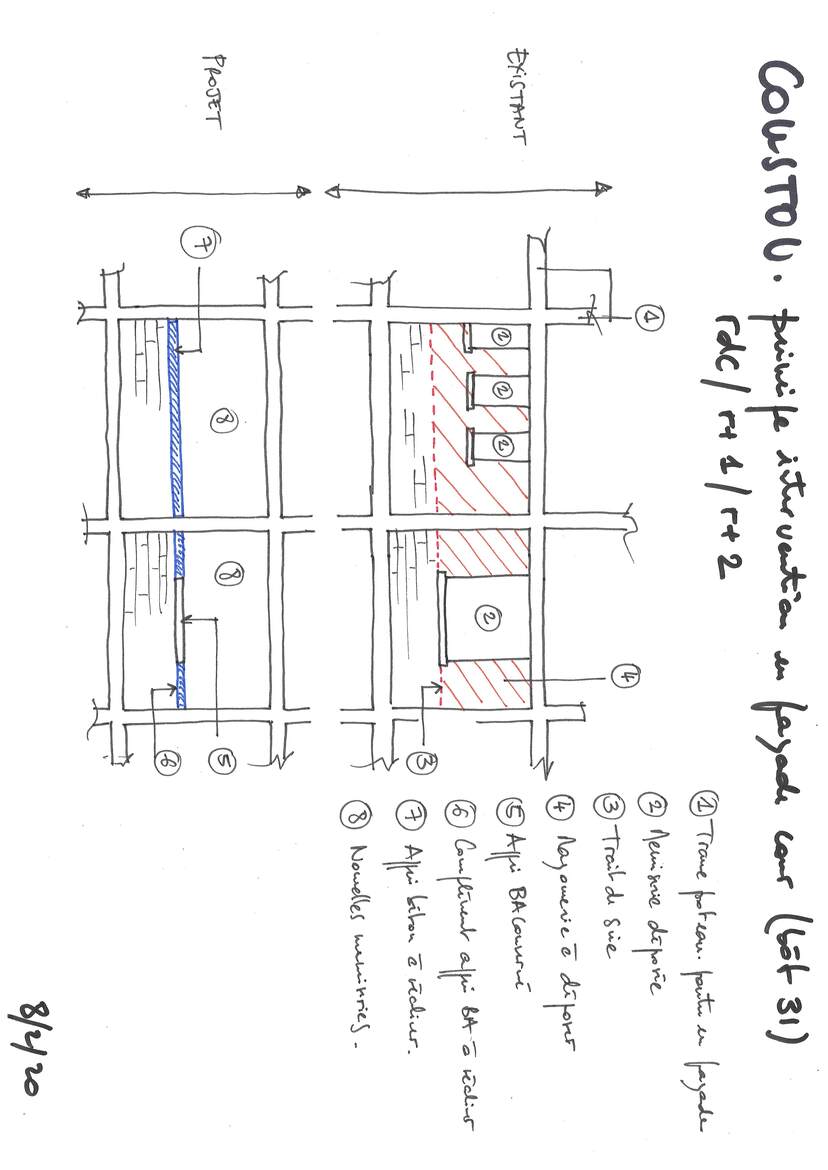 COUSTOU. principe intervention en façade cour (bât 31)
rdc / r+1 / r+2
① Trame poteau. poutre en façade
② Menuiserie déposée
③ Trait de scie
④ Maçonnerie à déposer
⑤ Appui BA conservé
⑥ Complément appui BA à réaliser
⑦ Appui béton à réaliser.
⑧ Nouvelles menuiseries.
①
④
EXISTANT
②
②
②
②
③
PROJET
⑧
⑧
⑤
⑦
⑥
8/2/20